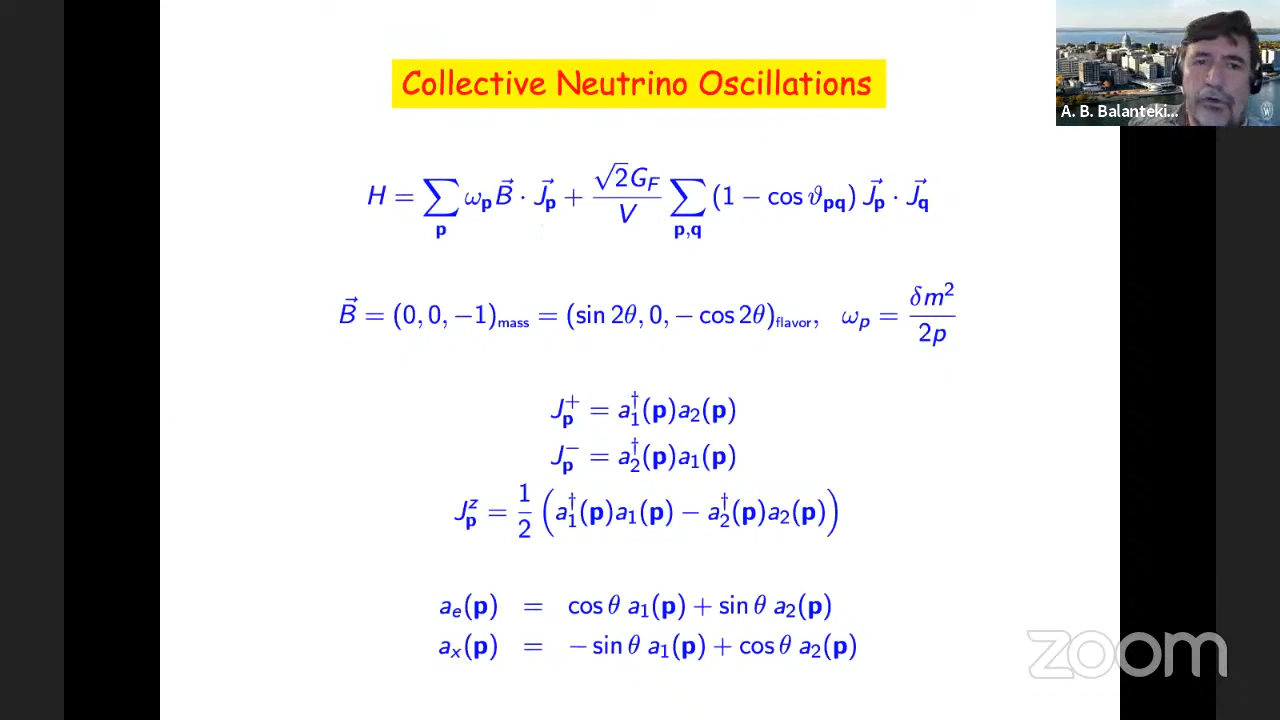 Collective Neutrino Oscillations
A. B. Balanteki...
H = ∑_p ω_p B⃗ · J⃗_p + (√2 G_F / V) ∑_{p,q} (1 − cos ϑ_pq) J⃗_p · J⃗_q
B⃗ = (0, 0, −1)_mass = (sin 2θ, 0, − cos 2θ)_flavor, ω_p = δm² / 2p
J_p^+ = a_1^†(p)a_2(p)
J_p^− = a_2^†(p)a_1(p)
J_p^z = 1/2 (a_1^†(p)a_1(p) − a_2^†(p)a_2(p))
a_e(p) = cos θ a_1(p) + sin θ a_2(p)
a_x(p) = − sin θ a_1(p) + cos θ a_2(p)
zoom